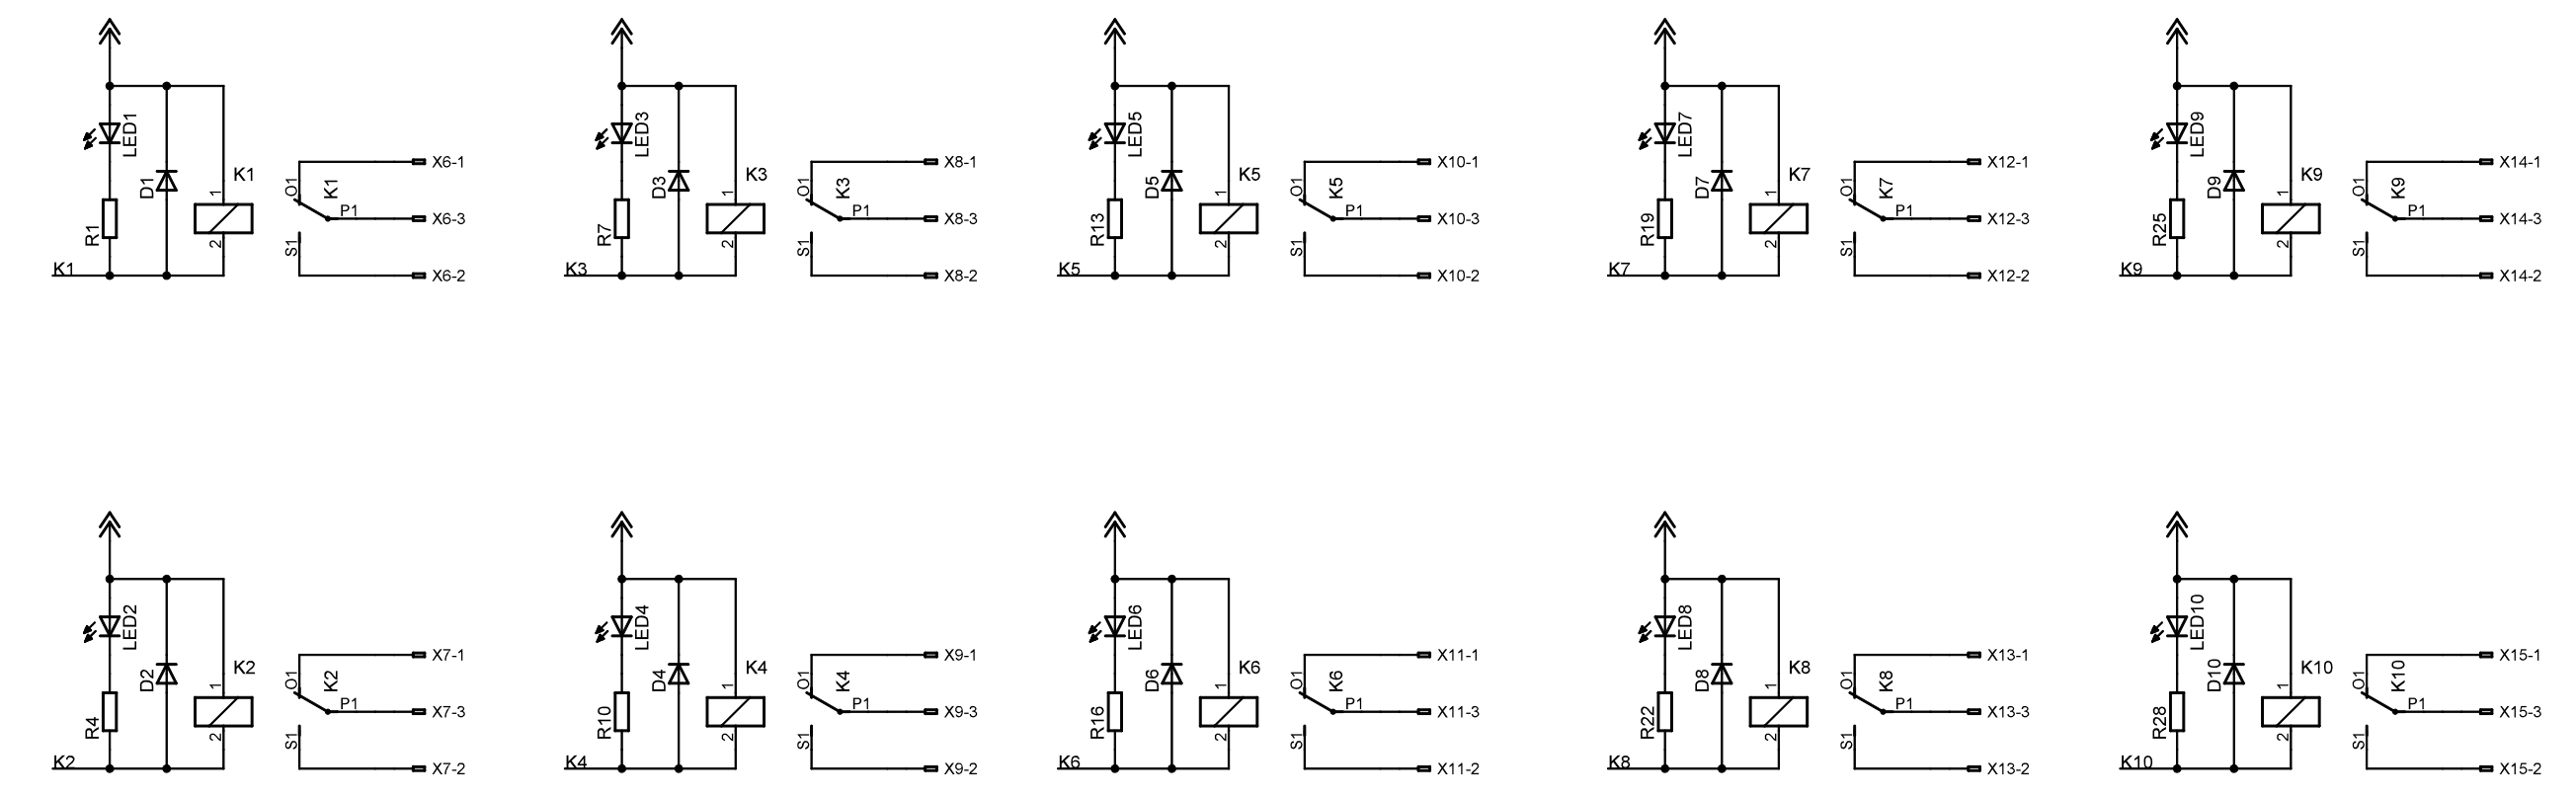 LED1
D1
R1
K1
1
2
K1
O1
K1
P1
S1
X6-1
X6-3
X6-2
LED3
D3
R7
K3
1
2
K3
O1
K3
P1
S1
X8-1
X8-3
X8-2
LED5
D5
R13
K5
1
2
K5
O1
K5
P1
S1
X10-1
X10-3
X10-2
LED7
D7
R19
K7
1
2
K7
O1
K7
P1
S1
X12-1
X12-3
X12-2
LED9
D9
R25
K9
1
2
K9
O1
K9
P1
S1
X14-1
X14-3
X14-2
LED2
D2
R4
K2
1
2
K2
O1
K2
P1
S1
X7-1
X7-3
X7-2
LED4
D4
R10
K4
1
2
K4
O1
K4
P1
S1
X9-1
X9-3
X9-2
LED6
D6
R16
K6
1
2
K6
O1
K6
P1
S1
X11-1
X11-3
X11-2
LED8
D8
R22
K8
1
2
K8
O1
K8
P1
S1
X13-1
X13-3
X13-2
LED10
D10
R28
K10
1
2
K10
O1
K10
P1
S1
X15-1
X15-3
X15-2